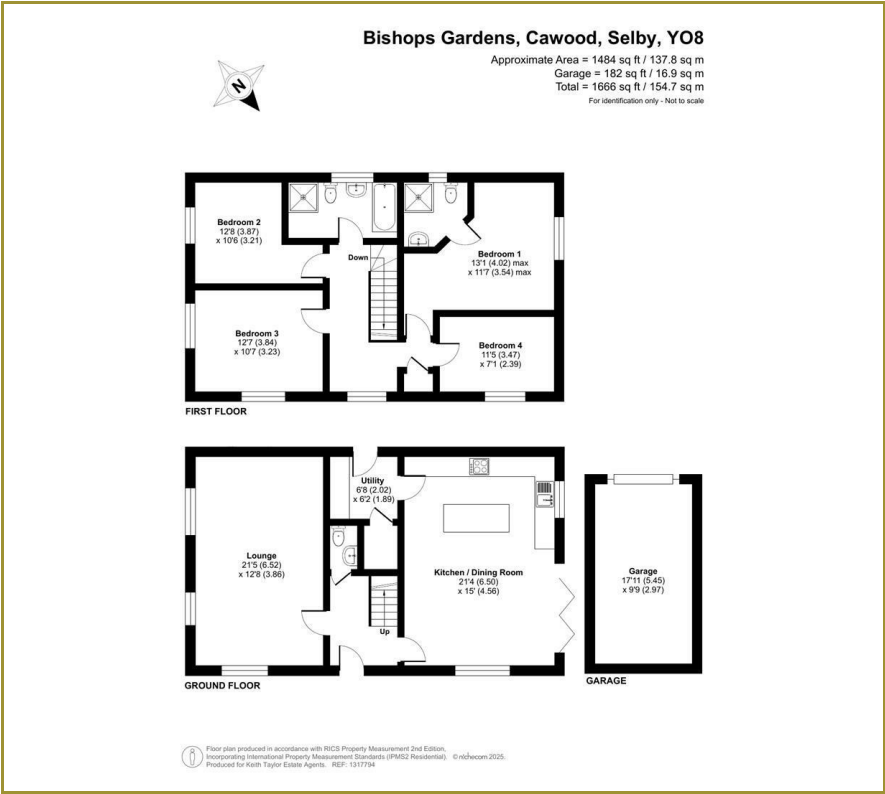 Bishops Gardens, Cawood, Selby, YO8
Approximate Area = 1484 sq ft / 137.8 sq m
Garage = 182 sq ft / 16.9 sq m
Total = 1666 sq ft / 154.7 sq m
For identification only - Not to scale
N
Bedroom 2
12'8 (3.87)
x 10'6 (3.21)
Down
Bedroom 1
13'1 (4.02) max
x 11'7 (3.54) max
Bedroom 3
12'7 (3.84)
x 10'7 (3.23)
Bedroom 4
11'5 (3.47)
x 7'1 (2.39)
FIRST FLOOR
Utility
6'8 (2.02)
x 6'2 (1.89)
Lounge
21'5 (6.52)
x 12'8 (3.86)
Kitchen / Dining Room
21'4 (6.50)
x 15' (4.56)
Garage
17'11 (5.45)
x 9'9 (2.97)
Up
GROUND FLOOR
GARAGE
Floor plan produced in accordance with RICS Property Measurement 2nd Edition,
Incorporating International Property Measurement Standards (IPMS2 Residential). © nichecom 2025.
Produced for Keith Taylor Estate Agents. REF: 1317794